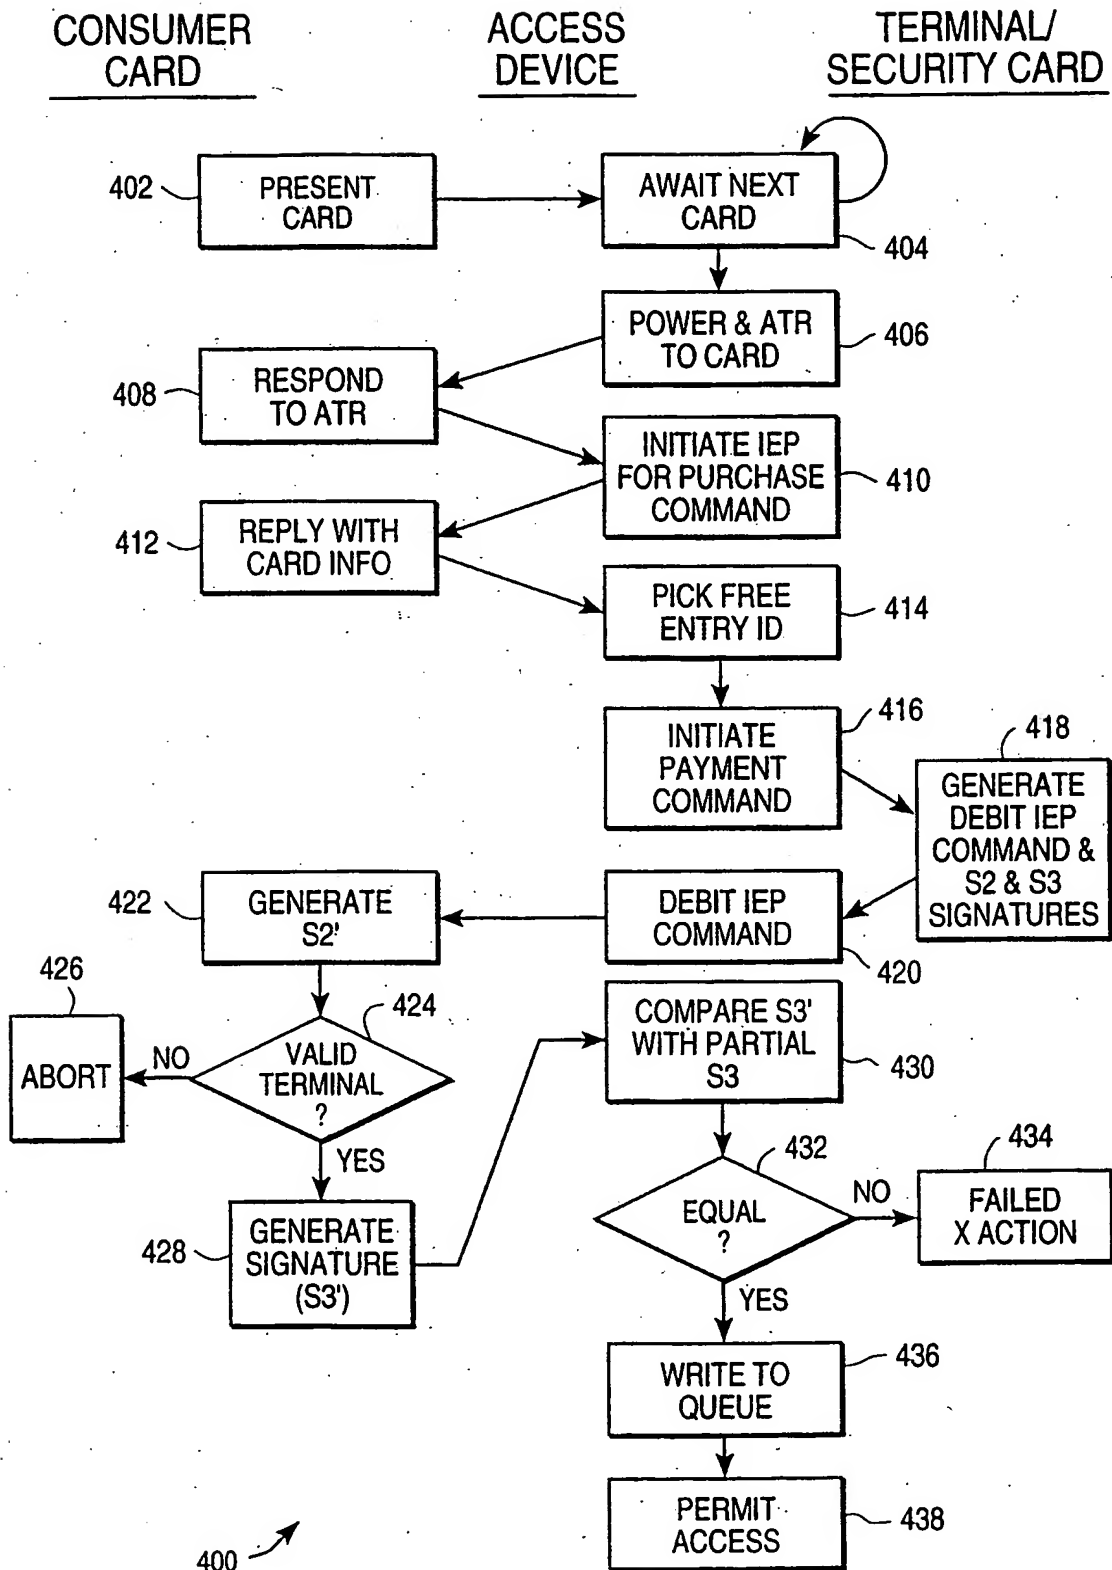 CONSUMER
CARD
ACCESS
DEVICE
TERMINAL/
SECURITY CARD
402
PRESENT
CARD
AWAIT NEXT
CARD
404
POWER & ATR
TO CARD
406
408
RESPOND
TO ATR
INITIATE IEP
FOR PURCHASE
COMMAND
410
412
REPLY WITH
CARD INFO
PICK FREE
ENTRY ID
414
416
INITIATE
PAYMENT
COMMAND
418
GENERATE
DEBIT IEP
COMMAND &
S2 & S3
SIGNATURES
422
GENERATE
S2'
DEBIT IEP
COMMAND
420
426
ABORT
NO
424
VALID
TERMINAL
?
YES
COMPARE S3'
WITH PARTIAL
S3
430
428
GENERATE
SIGNATURE
(S3')
432
EQUAL
?
NO
434
FAILED
X ACTION
YES
WRITE TO
QUEUE
436
PERMIT
ACCESS
438
400